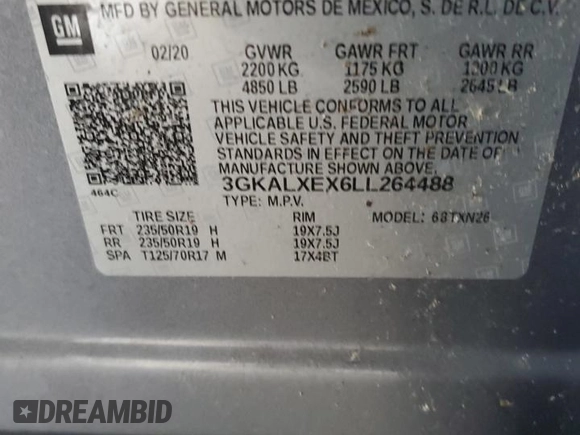 GM MFD BY GENERAL MOTORS DE MEXICO, S. DE R.L. DE C.V.
02/20 GVWR GAWR FRT GAWR RR
2200 KG 1175 KG 1200 KG
4850 LB 2590 LB 2645 LB
THIS VEHICLE CONFORMS TO ALL
APPLICABLE U.S. FEDERAL MOTOR
VEHICLE SAFETY AND THEFT PREVENTION
STANDARDS IN EFFECT ON THE DATE OF
MANUFACTURE SHOWN ABOVE.
3GKALXEX6LL264488
464C TYPE: M.P.V. MODEL: 6BTXN26
TIRE SIZE RIM
FRT 235/50R19 H 19X7.5J
RR 235/50R19 H 19X7.5J
SPA T125/70R17 M 17X4BT
DREAMBID